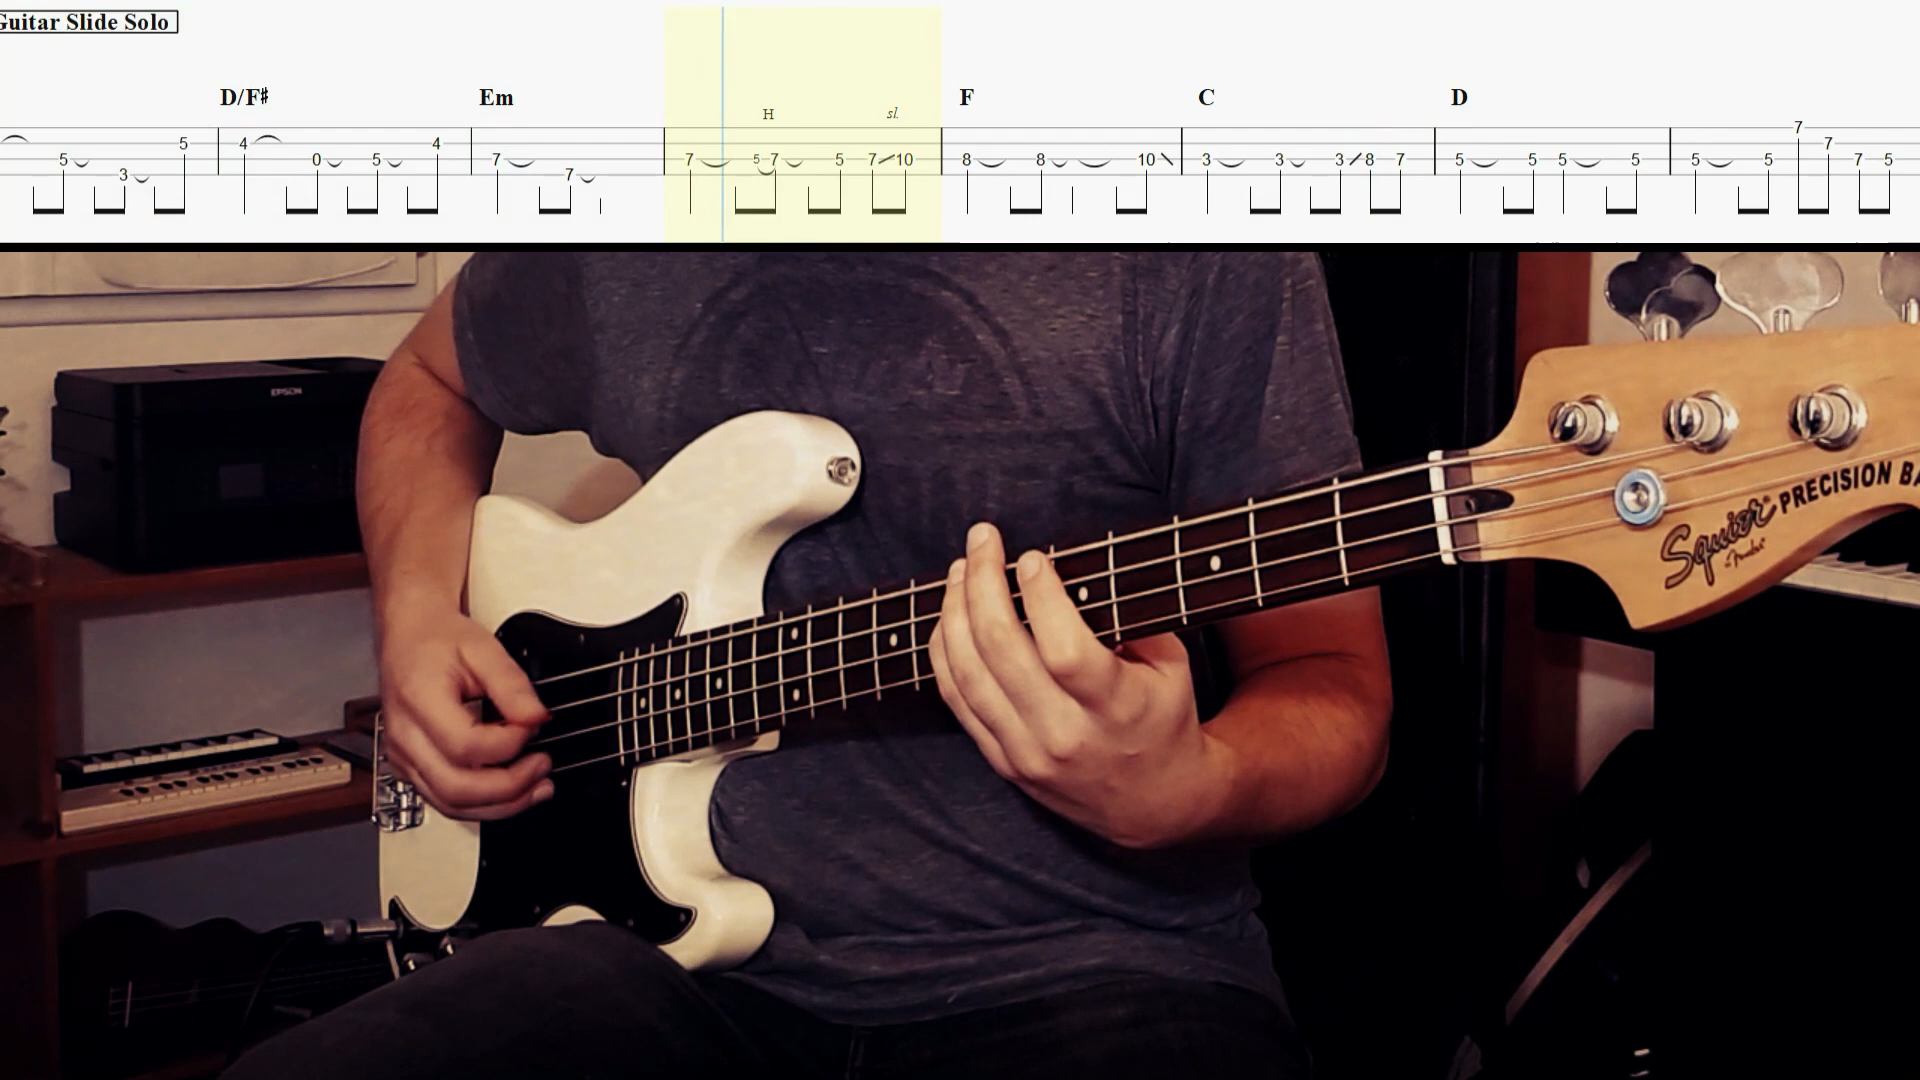 Guitar Slide Solo
D/F♯ Em F C D
H sl.
7
5 4 4 7
5 0 5 7 7 5 7 5 7 10 8 8 10 3 3 3 8 7 5 5 5 5 5 5 7 5
3 7
EPSON
Squier® PRECISION BA
by Fender®